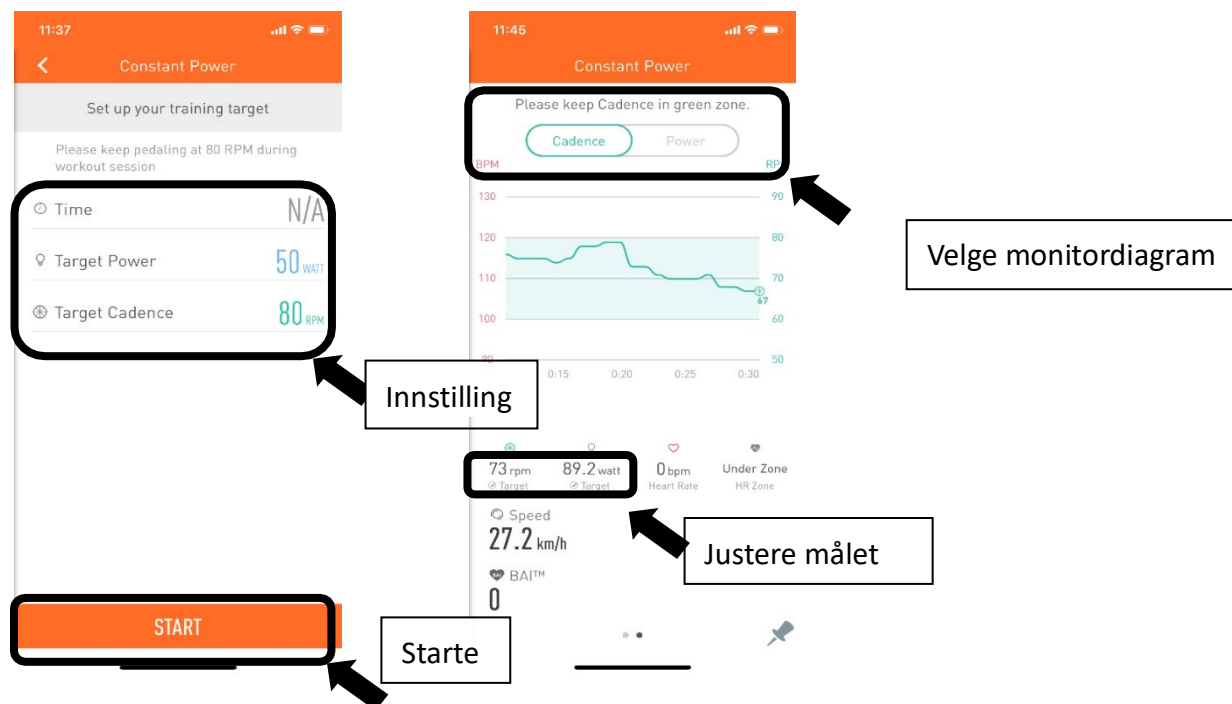 11:37
Constant Power
Set up your training target
Please keep pedaling at 80 RPM during
workout session
Time N/A
Target Power 50 WATT
Target Cadence 80 RPM
Innstilling
START
Starte
11:45
Constant Power
Please keep Cadence in green zone.
Cadence Power
BPM RP
130 90
120 80
110 70
67
100 60
90 50
0:15 0:20 0:25 0:30
Velge monitordiagram
73 rpm 89.2 watt 0 bpm Under Zone
Target Target Heart Rate HR Zone
Justere målet
Speed
27.2 km/h
BAI™
0